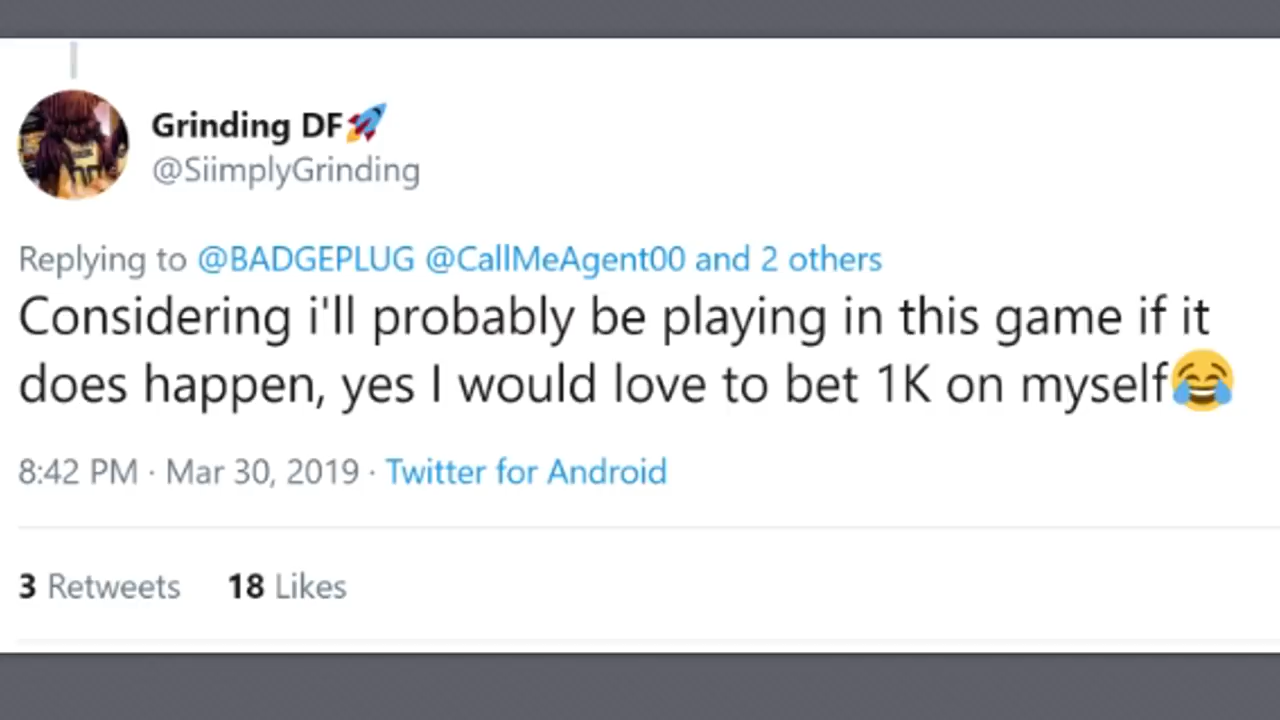 Grinding DF🚀
@SiimplyGrinding
Replying to @BADGEPLUG @CallMeAgent00 and 2 others
Considering i'll probably be playing in this game if it
does happen, yes I would love to bet 1K on myself😂
8:42 PM · Mar 30, 2019 · Twitter for Android
3 Retweets 18 Likes